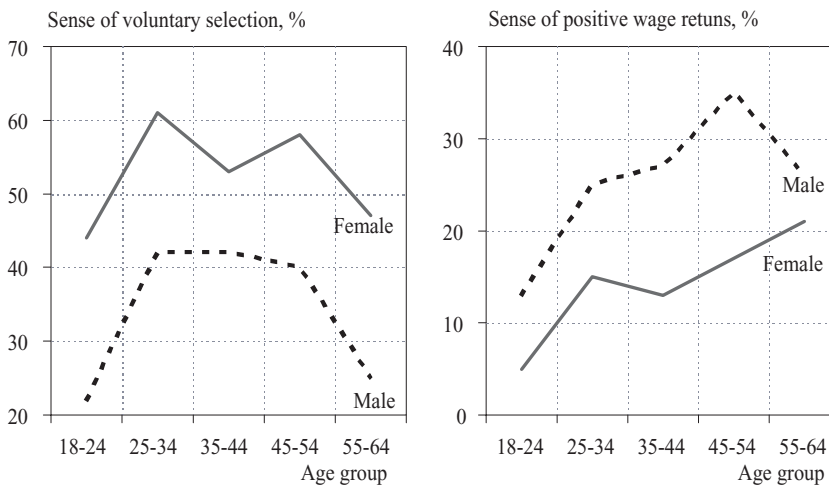 Sense of voluntary selection, %
70
60
50
40
30
20
Female
Male
18-24 25-34 35-44 45-54 55-64
Age group
Sense of positive wage retuns, %
40
30
20
10
0
Male
Female
18-24 25-34 35-44 45-54 55-64
Age group